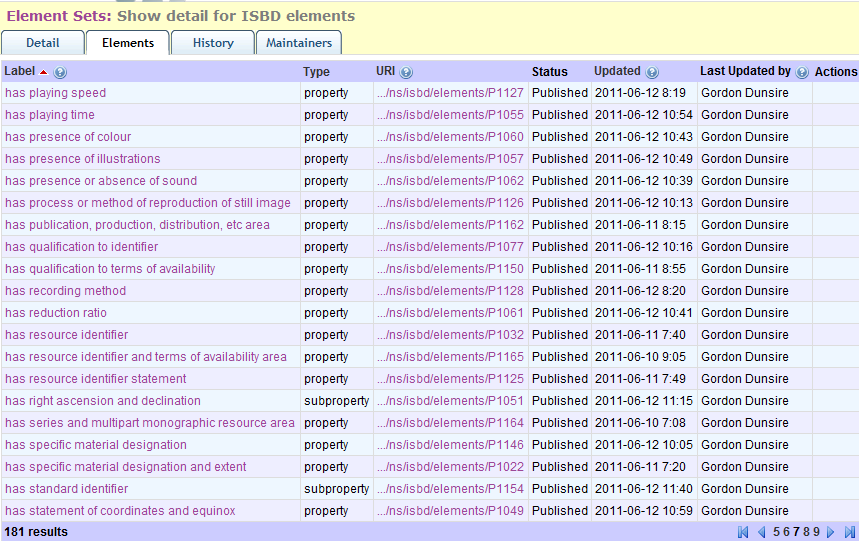 Element Sets: Show detail for ISBD elements
Detail Elements History Maintainers
Label Type URI Status Updated Last Updated by Actions
has playing speed property .../ns/isbd/elements/P1127 Published 2011-06-12 8:19 Gordon Dunsire
has playing time property .../ns/isbd/elements/P1055 Published 2011-06-12 10:54 Gordon Dunsire
has presence of colour property .../ns/isbd/elements/P1060 Published 2011-06-12 10:43 Gordon Dunsire
has presence of illustrations property .../ns/isbd/elements/P1057 Published 2011-06-12 10:49 Gordon Dunsire
has presence or absence of sound property .../ns/isbd/elements/P1062 Published 2011-06-12 10:39 Gordon Dunsire
has process or method of reproduction of still image property .../ns/isbd/elements/P1126 Published 2011-06-12 10:13 Gordon Dunsire
has publication, production, distribution, etc area property .../ns/isbd/elements/P1162 Published 2011-06-11 8:15 Gordon Dunsire
has qualification to identifier property .../ns/isbd/elements/P1077 Published 2011-06-12 10:16 Gordon Dunsire
has qualification to terms of availability property .../ns/isbd/elements/P1150 Published 2011-06-11 8:55 Gordon Dunsire
has recording method property .../ns/isbd/elements/P1128 Published 2011-06-12 8:20 Gordon Dunsire
has reduction ratio property .../ns/isbd/elements/P1061 Published 2011-06-12 10:41 Gordon Dunsire
has resource identifier property .../ns/isbd/elements/P1032 Published 2011-06-11 7:40 Gordon Dunsire
has resource identifier and terms of availability area property .../ns/isbd/elements/P1165 Published 2011-06-10 9:05 Gordon Dunsire
has resource identifier statement property .../ns/isbd/elements/P1125 Published 2011-06-11 7:49 Gordon Dunsire
has right ascension and declination subproperty .../ns/isbd/elements/P1051 Published 2011-06-12 11:15 Gordon Dunsire
has series and multipart monographic resource area property .../ns/isbd/elements/P1164 Published 2011-06-10 7:08 Gordon Dunsire
has specific material designation property .../ns/isbd/elements/P1146 Published 2011-06-12 10:05 Gordon Dunsire
has specific material designation and extent property .../ns/isbd/elements/P1022 Published 2011-06-11 7:20 Gordon Dunsire
has standard identifier subproperty .../ns/isbd/elements/P1154 Published 2011-06-12 11:40 Gordon Dunsire
has statement of coordinates and equinox property .../ns/isbd/elements/P1049 Published 2011-06-12 10:59 Gordon Dunsire
181 results 5 6 7 8 9